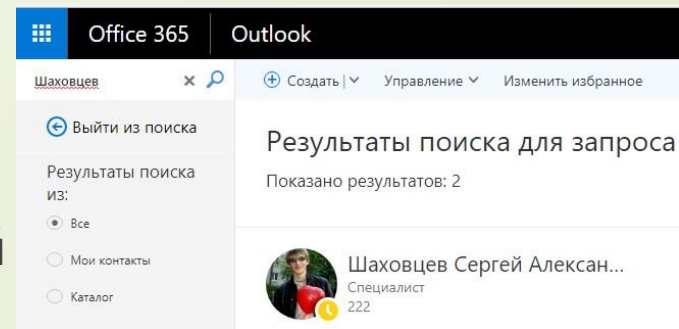 Office 365 Outlook
Шаховцев
Создать | Управление Изменить избранное
Выйти из поиска
Результаты поиска из:
Все
Мои контакты
Каталог
Результаты поиска для запроса
Показано результатов: 2
Шаховцев Сергей Алексан...
Специалист
222